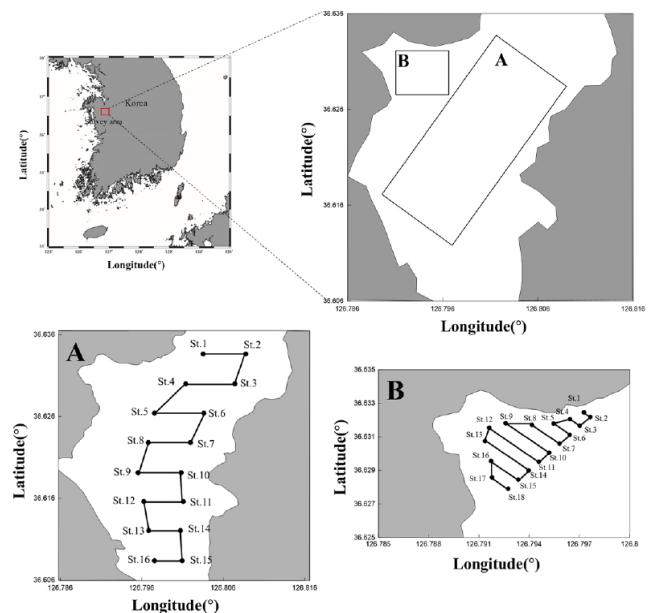 Korea
Survey area
Latitude(°)
Longitude(°)
36.636
36.626
36.616
36.606
B
A
Latitude(°)
126.786
126.796
126.806
126.816
Longitude(°)
36.636
36.626
36.616
36.606
A
St.1
St.2
St.4
St.3
St.5
St.6
St.8
St.7
St.9
St.10
St.12
St.11
St.13
St.14
St.16
St.15
Latitude(°)
126.786
126.796
126.806
126.816
Longitude(°)
36.635
36.633
36.631
36.629
36.627
36.625
B
St.1
St.4
St.2
St.5
St.3
St.9
St.8
St.12
St.6
St.13
St.7
St.10
St.16
St.11
St.14
St.17
St.15
St.18
Latitude(°)
126.785
126.788
126.791
126.794
126.797
126.8
Longitude(°)